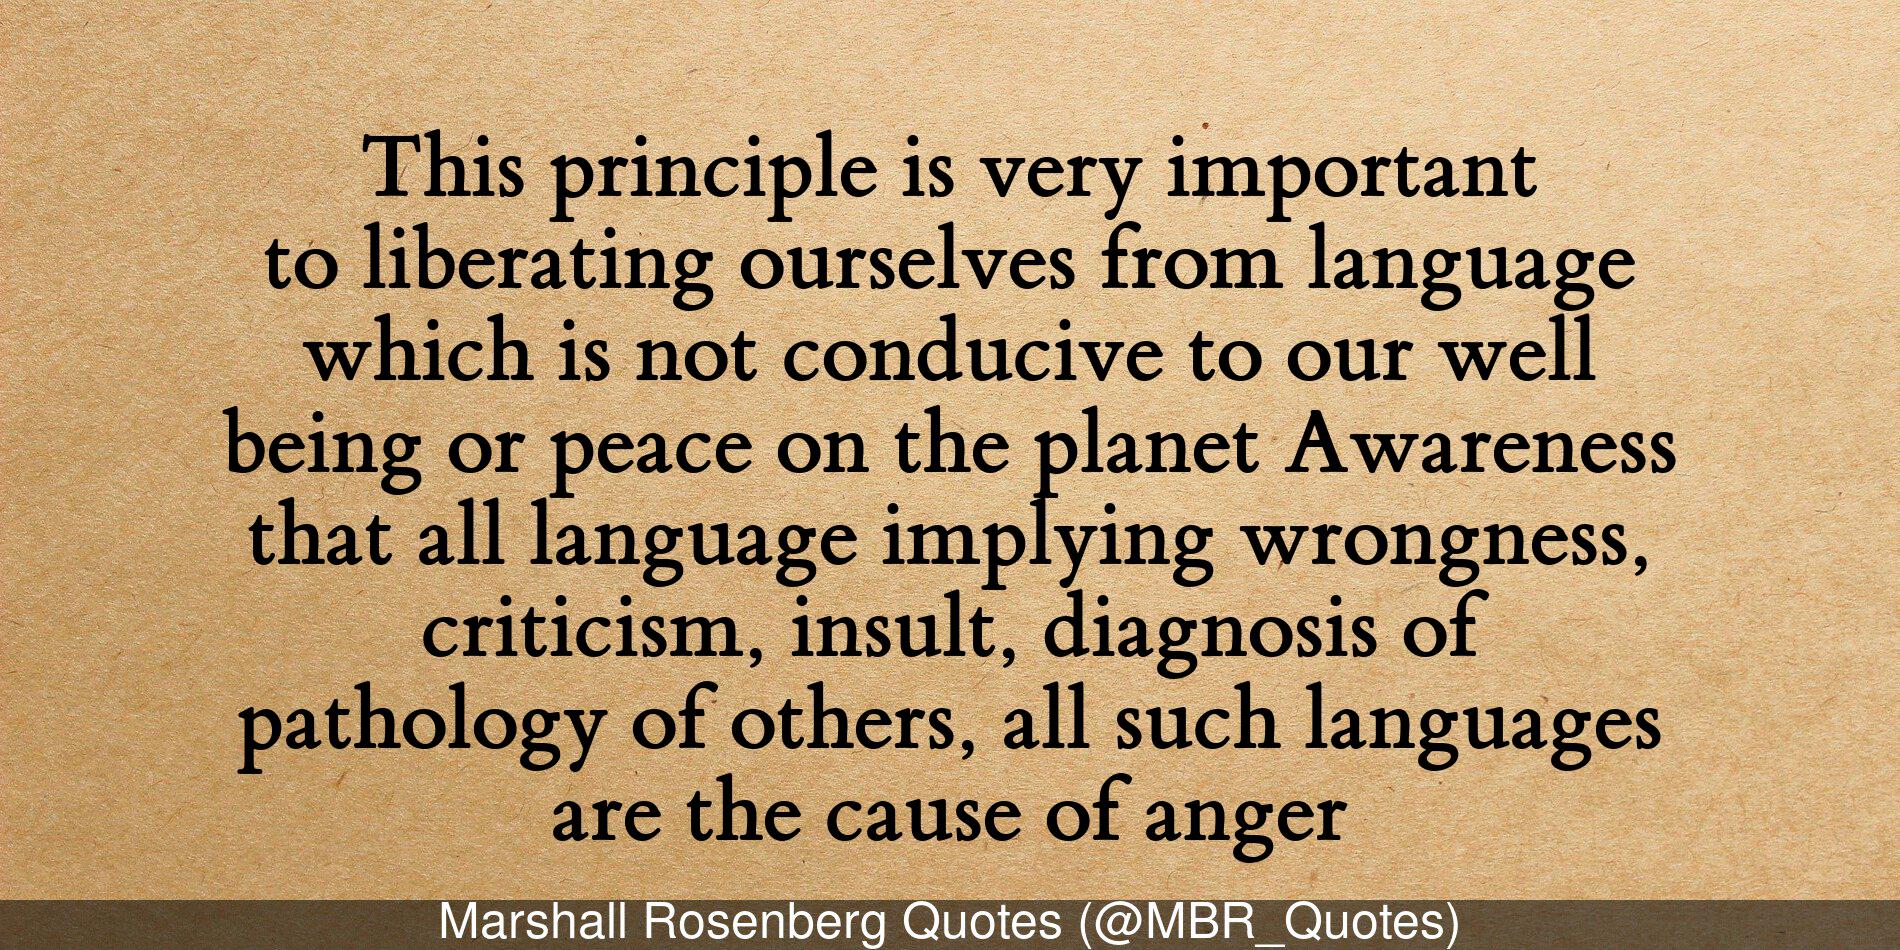 This principle is very important
to liberating ourselves from language
which is not conducive to our well
being or peace on the planet Awareness
that all language implying wrongness,
criticism, insult, diagnosis of
pathology of others, all such languages
are the cause of anger
Marshall Rosenberg Quotes (@MBR_Quotes)